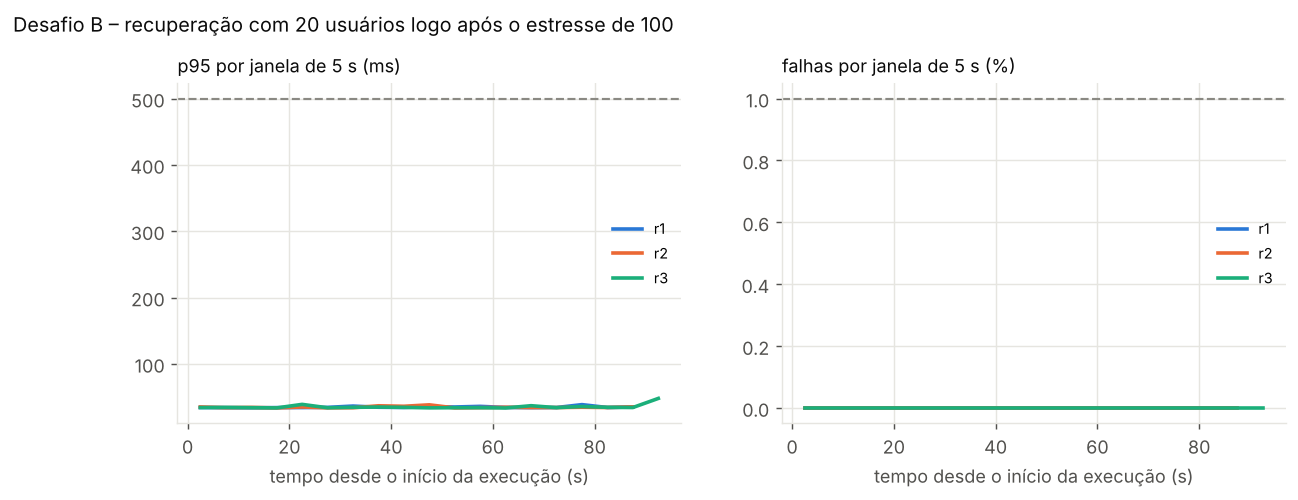 Desafio B – recuperação com 20 usuários logo após o estresse de 100
p95 por janela de 5 s (ms)
500
400
300
200
100
0 20 40 60 80
tempo desde o início da execução (s)
r1
r2
r3
falhas por janela de 5 s (%)
1.0
0.8
0.6
0.4
0.2
0.0
0 20 40 60 80
tempo desde o início da execução (s)
r1
r2
r3